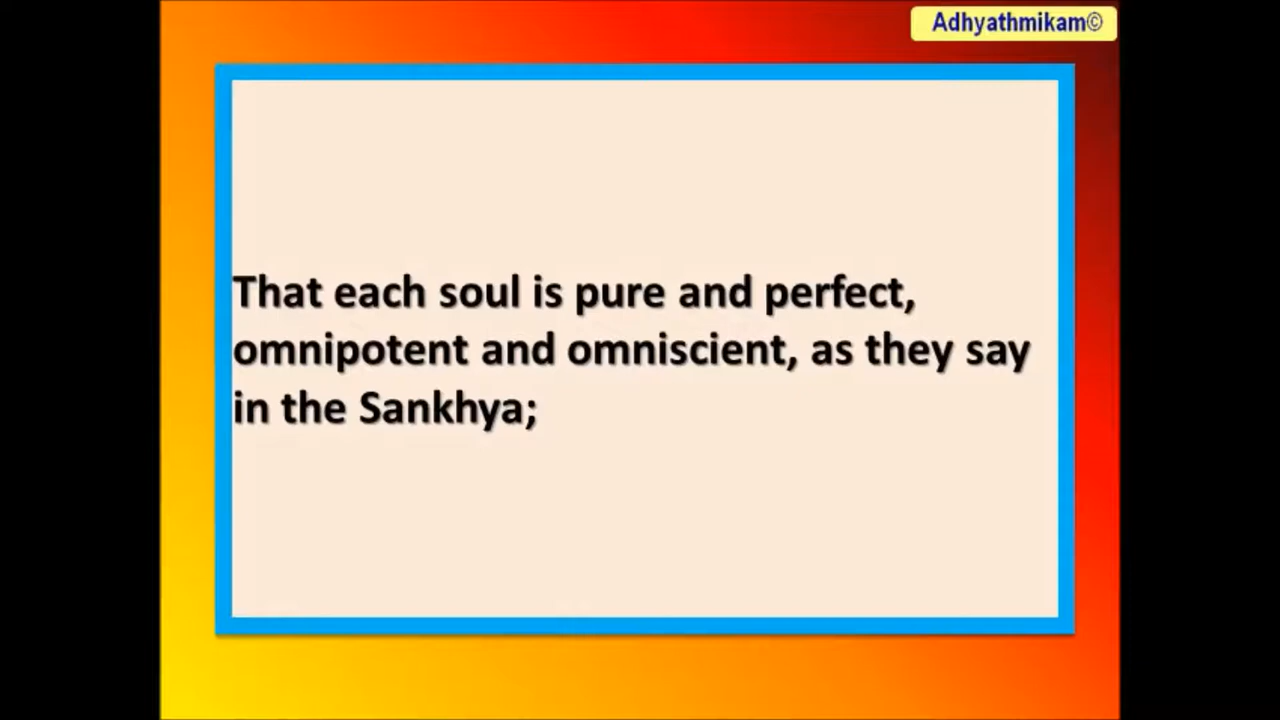 Adhyathmikam©
That each soul is pure and perfect,
omnipotent and omniscient, as they say
in the Sankhya;